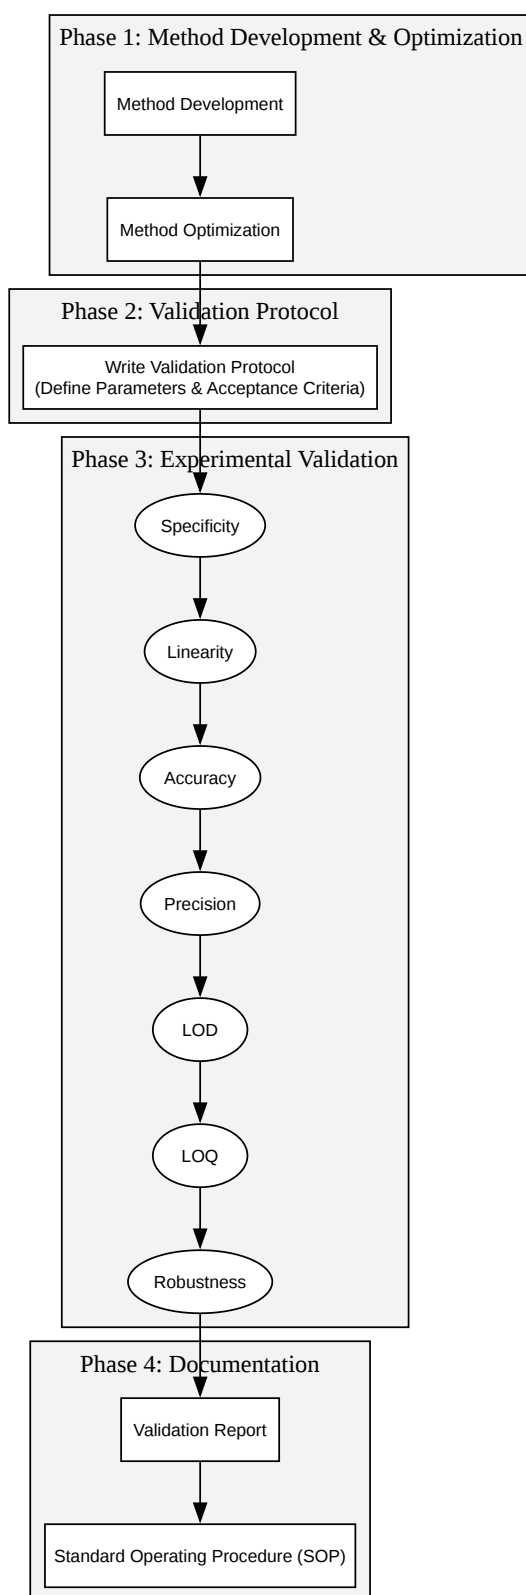 Phase 1: Method Development & Optimization
Method Development
Method Optimization
Phase 2: Validation Protocol
Write Validation Protocol
(Define Parameters & Acceptance Criteria)
Phase 3: Experimental Validation
Specificity
Linearity
Accuracy
Precision
LOD
LOQ
Robustness
Phase 4: Documentation
Validation Report
Standard Operating Procedure (SOP)